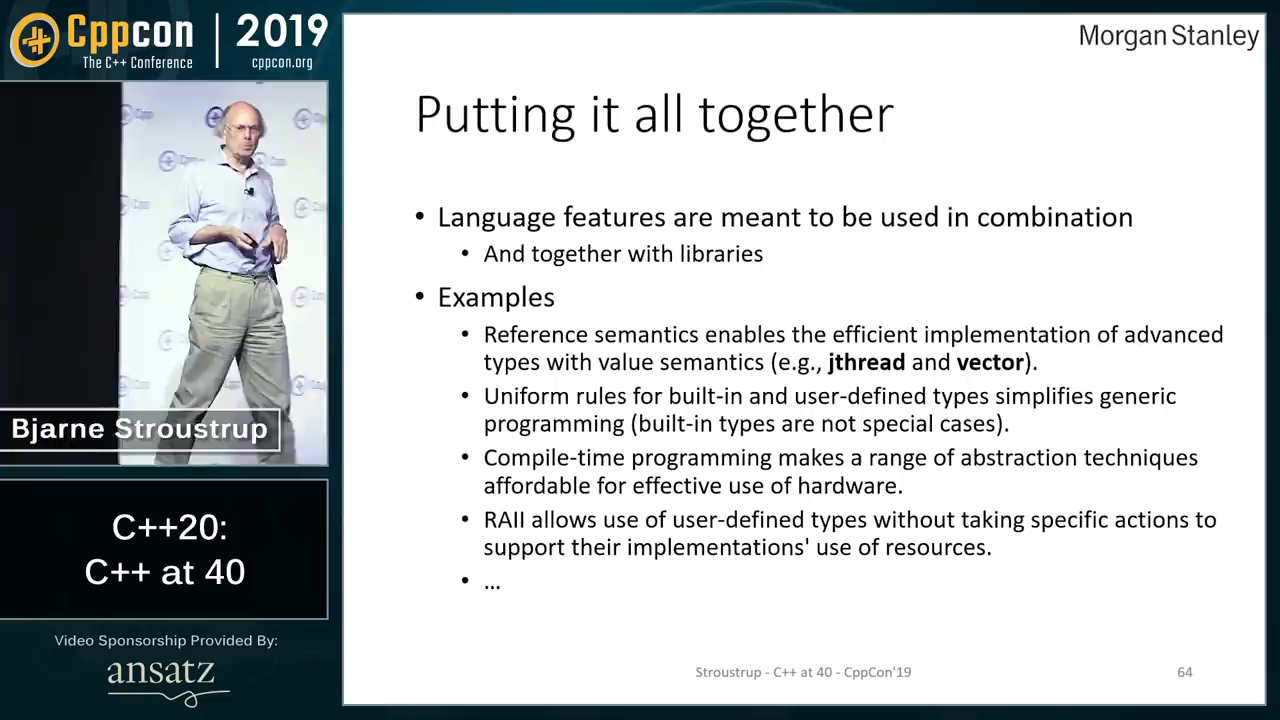 Cppcon
The C++ Conference
2019
cppcon.org
Morgan Stanley
Putting it all together
• Language features are meant to be used in combination
• And together with libraries
• Examples
• Reference semantics enables the efficient implementation of advanced
types with value semantics (e.g., jthread and vector).
• Uniform rules for built-in and user-defined types simplifies generic
programming (built-in types are not special cases).
• Compile-time programming makes a range of abstraction techniques
affordable for effective use of hardware.
• RAII allows use of user-defined types without taking specific actions to
support their implementations' use of resources.
• ...
Stroustrup - C++ at 40 - CppCon'19
64
Bjarne Stroustrup
C++20:
C++ at 40
Video Sponsorship Provided By:
ansatz